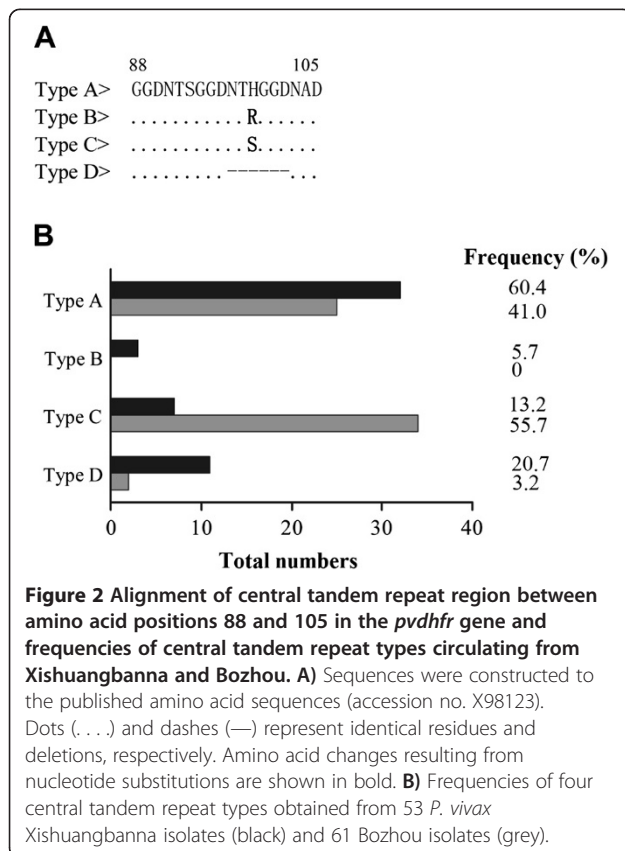 A
88 105
Type A> GGDNTSGGDNTHGGDNAD
Type B> ...........R......
Type C> ...........S......
Type D> .........------...
B
Frequency (%)
Type A
60.4
41.0
Type B
5.7
0
Type C
13.2
55.7
Type D
20.7
3.2
0 10 20 30 40
Total numbers
Figure 2 Alignment of central tandem repeat region between
amino acid positions 88 and 105 in the pvdhfr gene and
frequencies of central tandem repeat types circulating from
Xishuangbanna and Bozhou. A) Sequences were constructed to
the published amino acid sequences (accession no. X98123).
Dots (. . . .) and dashes (—) represent identical residues and
deletions, respectively. Amino acid changes resulting from
nucleotide substitutions are shown in bold. B) Frequencies of four
central tandem repeat types obtained from 53 P. vivax
Xishuangbanna isolates (black) and 61 Bozhou isolates (grey).